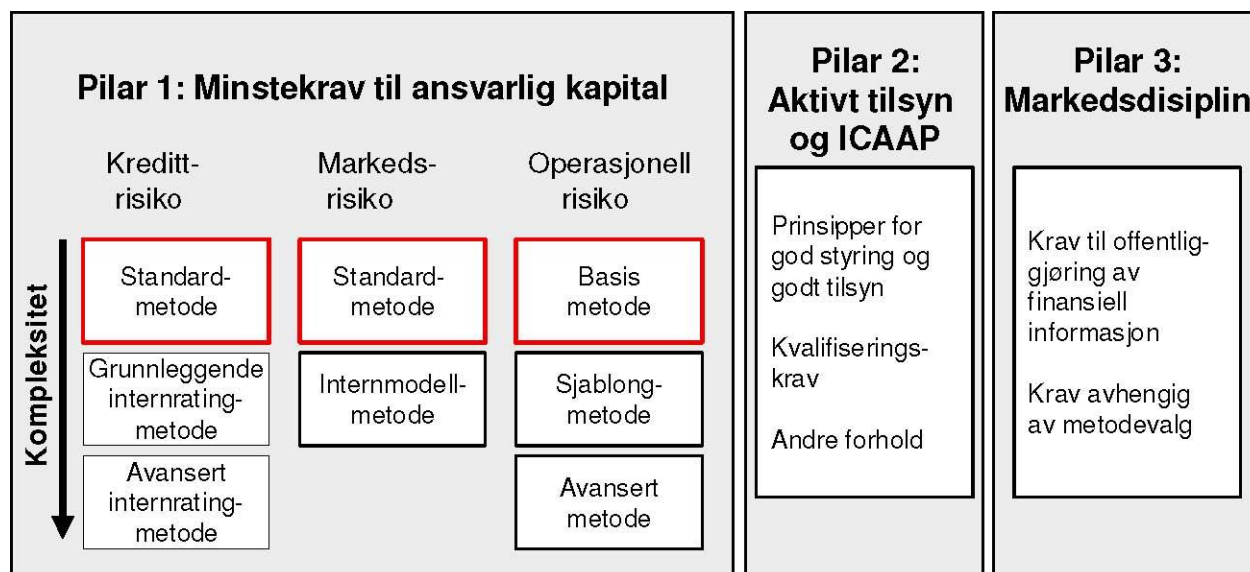 Pilar 1: Minstekrav til ansvarlig kapital
Kreditt-
risiko
Markeds-
risiko
Operasjonell
risiko
Kompleksitet
Standard-
metode
Standard-
metode
Basis
metode
Grunnleggende
internrating-
metode
Internmodell-
metode
Sjablong-
metode
Avansert
internrating-
metode
Avansert
metode
Pilar 2:
Aktivt tilsyn
og ICAAP
Prinsipper for
god styring og
godt tilsyn
Kvalifiserings-
krav
Andre forhold
Pilar 3:
Markedsdisiplin
Krav til offentlig-
gjøring av
finansiell
informasjon
Krav avhengig
av metodevalg